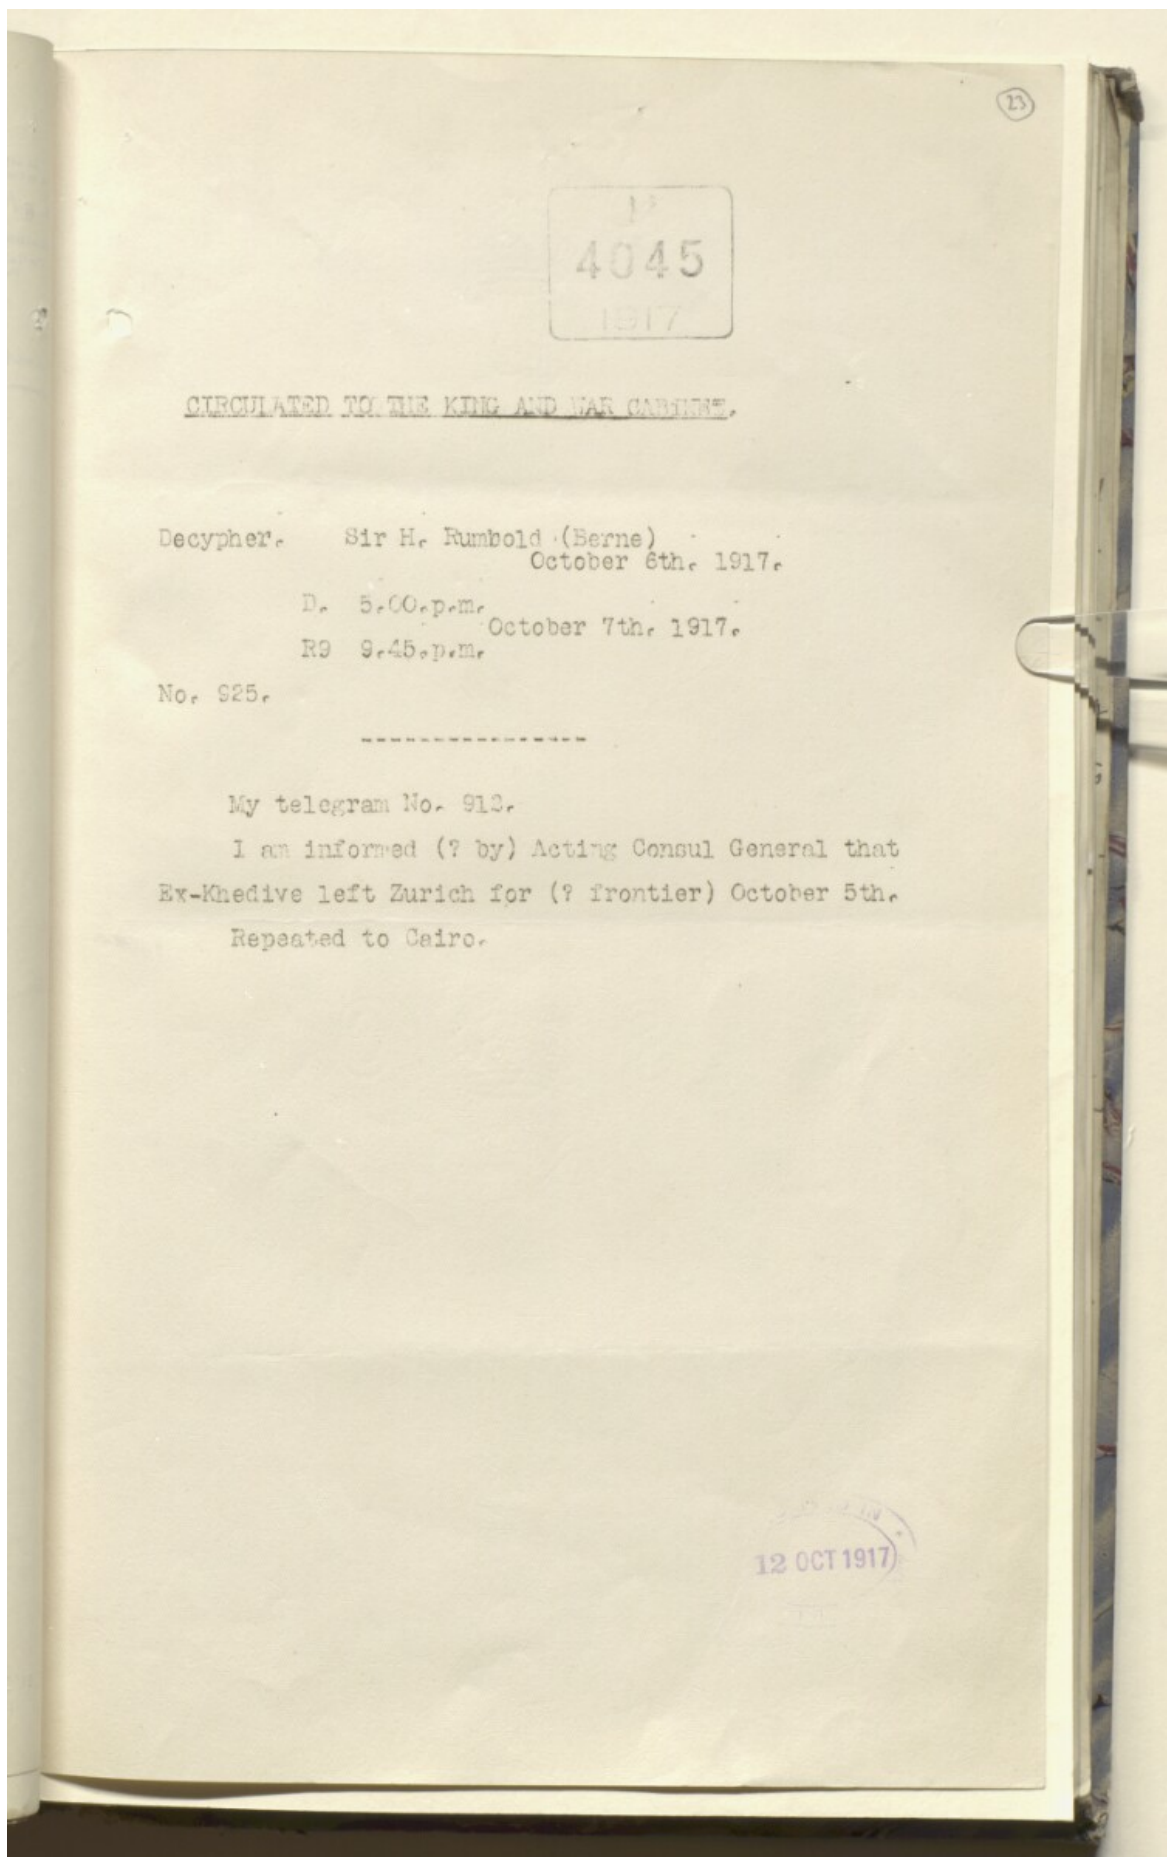 23
P
4045
1917
CIRCULATED TO THE KING AND WAR CABINET.
Decypher. Sir H. Rumbold (Berne)
October 6th. 1917.
D. 5.00.p.m.
October 7th. 1917.
R9 9.45.p.m.
No. 925.
----------------
My telegram No. 912.
I am informed (? by) Acting Consul General that
Ex-Khedive left Zurich for (? frontier) October 5th.
Repeated to Cairo.
12 OCT 1917